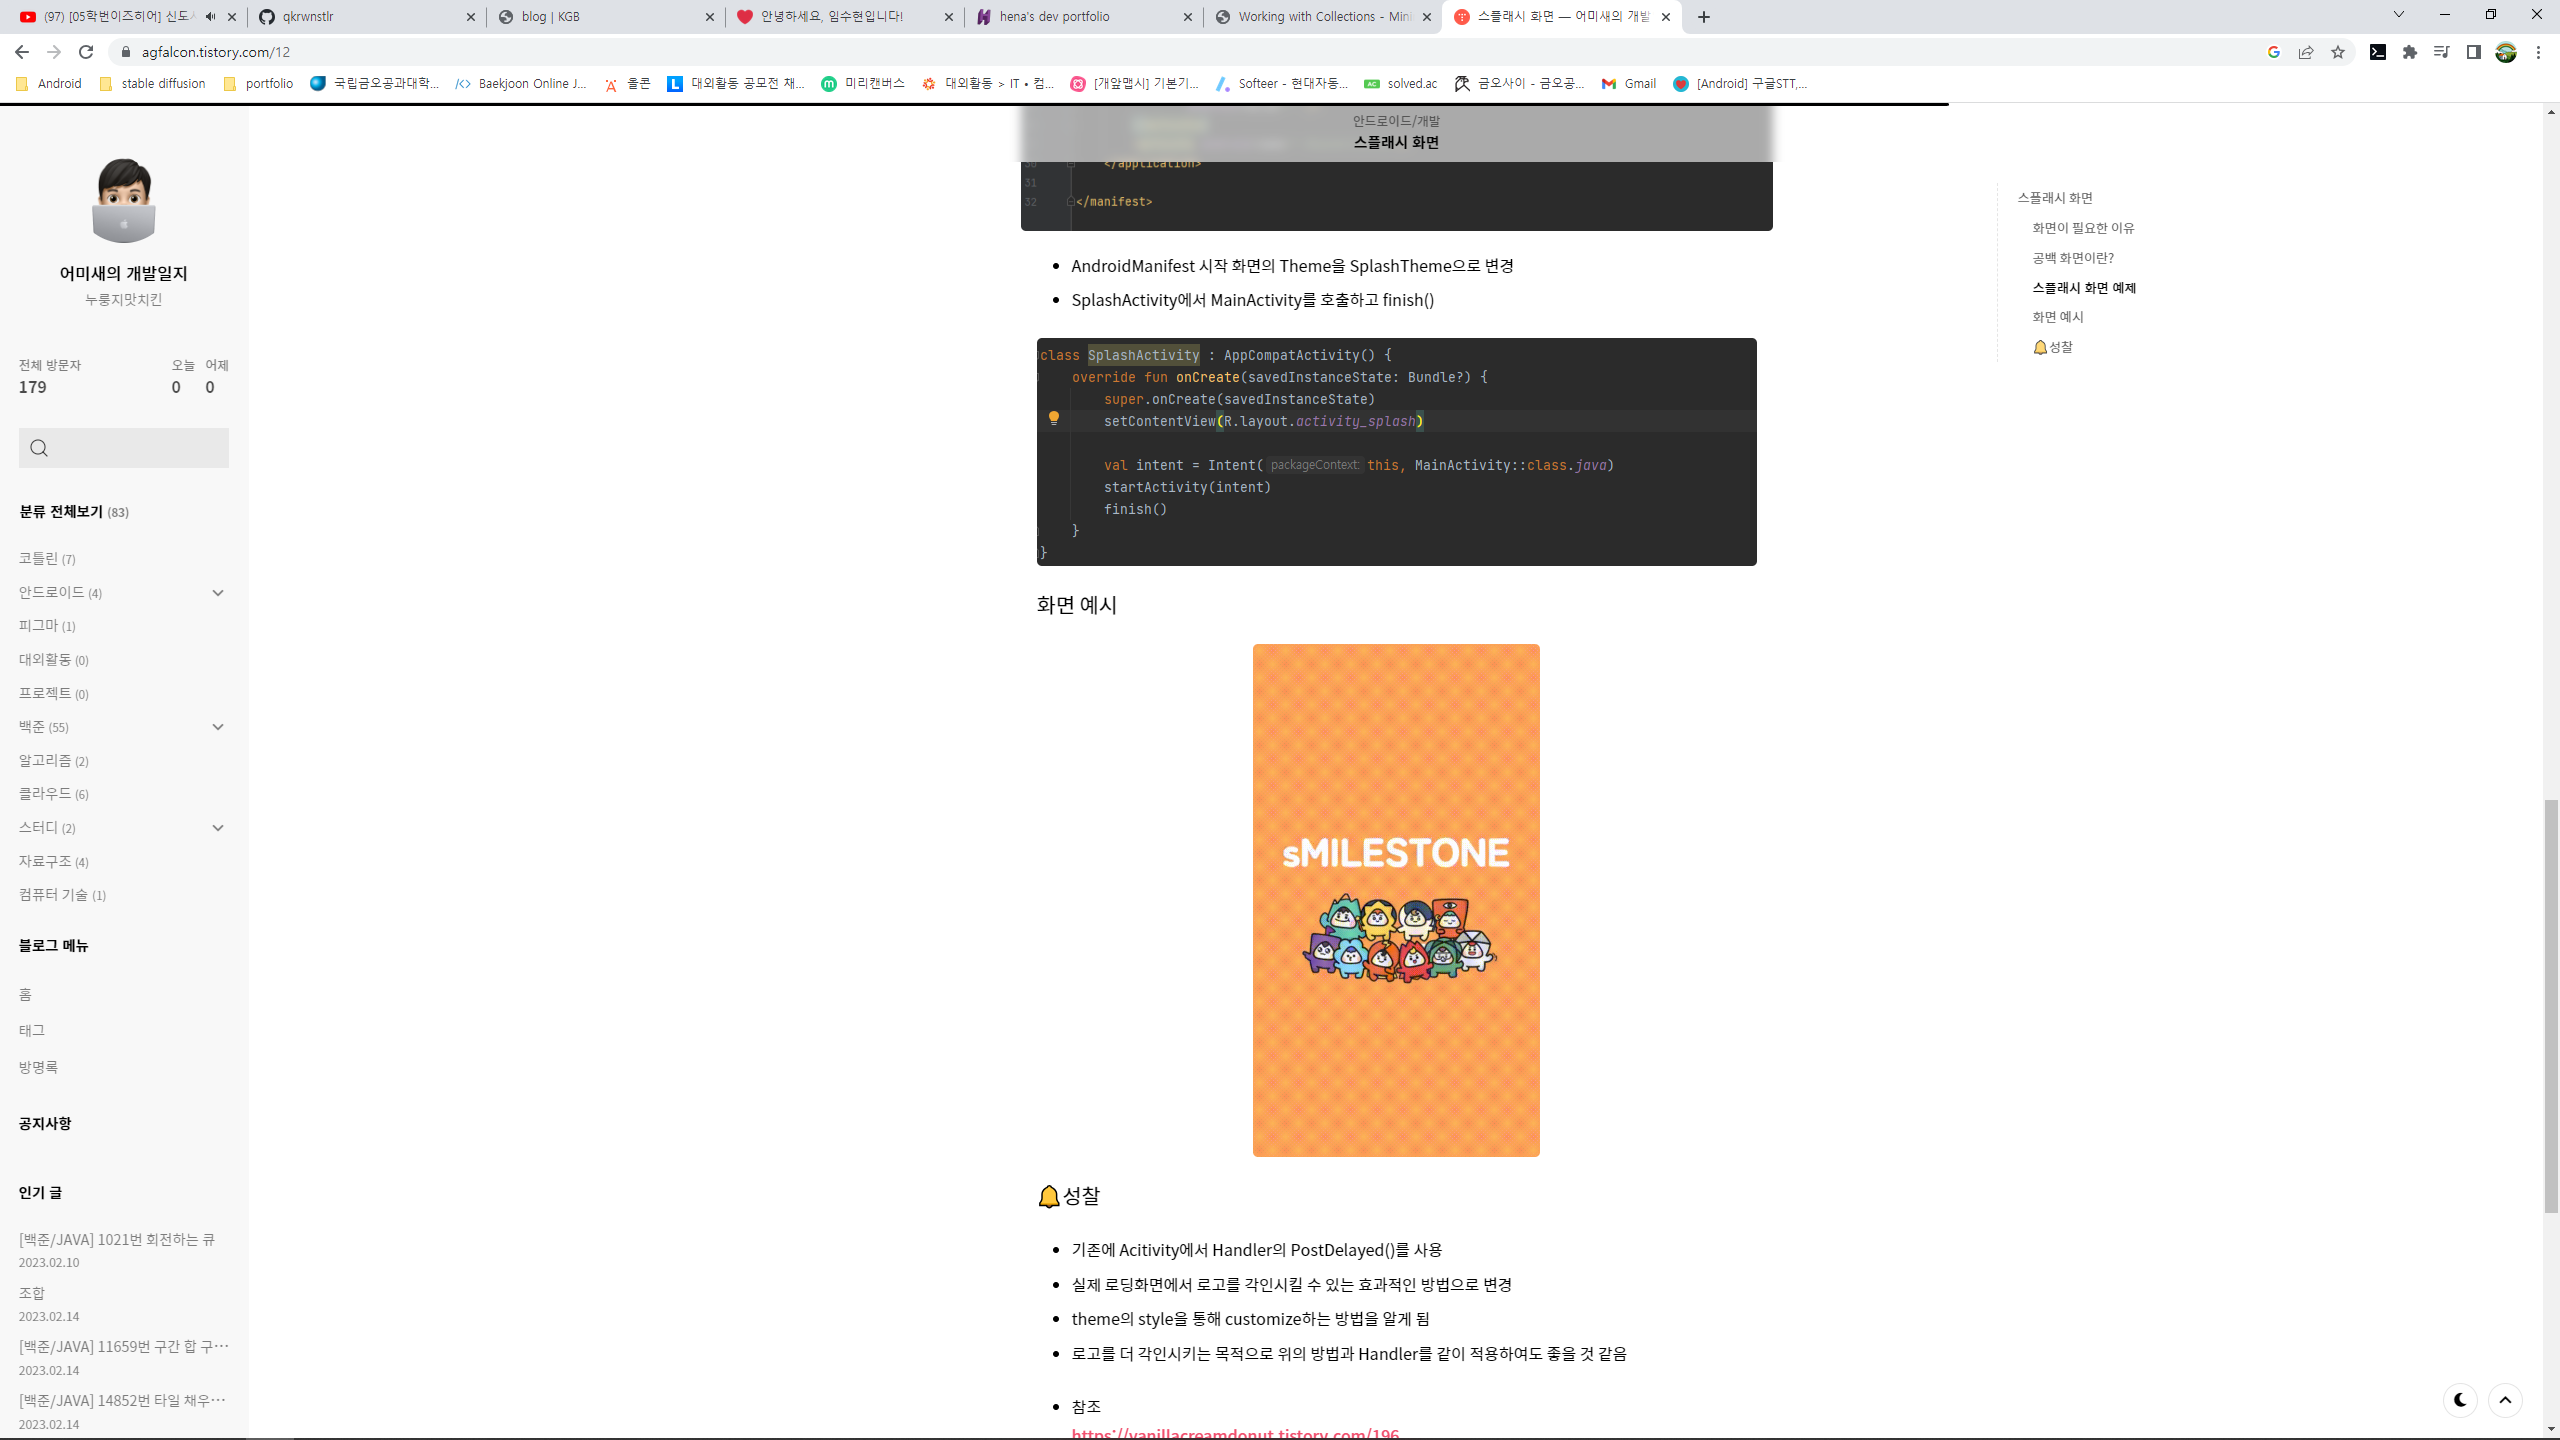 (97) [05학번이즈히어] 신도시
qkrwnstlr
blog | KGB
안녕하세요, 임수현입니다!
hena's dev portfolio
Working with Collections - Mini
스플래시 화면 — 어미새의 개발
agfalcon.tistory.com/12
Android
stable diffusion
portfolio
국립금오공과대학...
Baekjoon Online J...
올콘
대외활동 공모전 채...
미리캔버스
대외활동 > IT • 컴...
[개앞맵시] 기본기...
Softeer - 현대자동...
solved.ac
금오사이 - 금오공...
Gmail
[Android] 구글STT,...
어미새의 개발일지
누룽지맛치킨
전체 방문자
179
오늘
0
어제
0
분류 전체보기 (83)
코틀린 (7)
안드로이드 (4)
피그마 (1)
대외활동 (0)
프로젝트 (0)
백준 (55)
알고리즘 (2)
클라우드 (6)
스터디 (2)
자료구조 (4)
컴퓨터 기술 (1)
블로그 메뉴
홈
태그
방명록
공지사항
인기 글
[백준/JAVA] 1021번 회전하는 큐
2023.02.10
조합
2023.02.14
[백준/JAVA] 11659번 구간 합 구…
2023.02.14
[백준/JAVA] 14852번 타일 채우…
2023.02.14
안드로이드/개발
스플래시 화면
30 </application>
31
32 </manifest>
• AndroidManifest 시작 화면의 Theme을 SplashTheme으로 변경
• SplashActivity에서 MainActivity를 호출하고 finish()
class SplashActivity : AppCompatActivity() {
override fun onCreate(savedInstanceState: Bundle?) {
super.onCreate(savedInstanceState)
setContentView(R.layout.activity_splash)
val intent = Intent( packageContext: this, MainActivity::class.java)
startActivity(intent)
finish()
}
}
화면 예시
sMILESTONE
성찰
• 기존에 Acitivity에서 Handler의 PostDelayed()를 사용
• 실제 로딩화면에서 로고를 각인시킬 수 있는 효과적인 방법으로 변경
• theme의 style을 통해 customize하는 방법을 알게 됨
• 로고를 더 각인시키는 목적으로 위의 방법과 Handler를 같이 적용하여도 좋을 것 같음
• 참조
https://vanillacreamdonut.tistory.com/196
스플래시 화면
화면이 필요한 이유
공백 화면이란?
스플래시 화면 예제
화면 예시
성찰